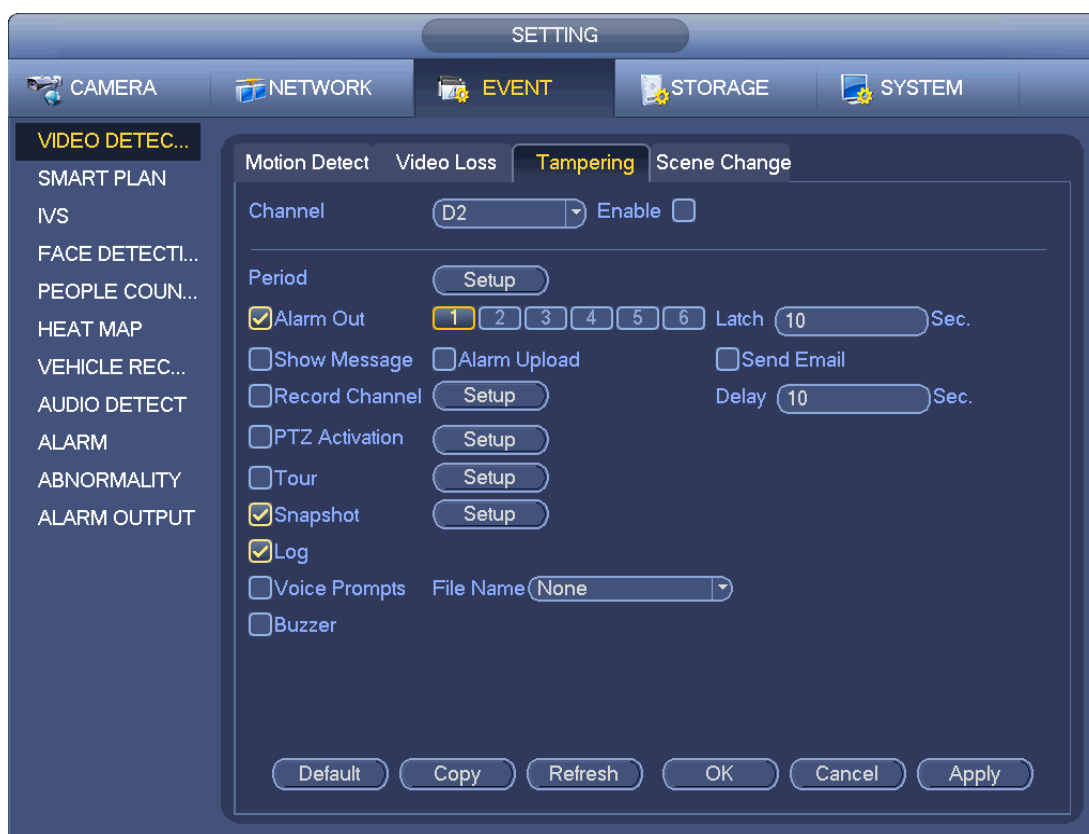 SETTING
CAMERA NETWORK EVENT STORAGE SYSTEM
VIDEO DETEC...
SMART PLAN
IVS
FACE DETECTI...
PEOPLE COUN...
HEAT MAP
VEHICLE REC...
AUDIO DETECT
ALARM
ABNORMALITY
ALARM OUTPUT
Motion Detect Video Loss Tampering Scene Change
Channel D2 Enable
Period Setup
Alarm Out 1 2 3 4 5 6 Latch 10 Sec.
Show Message Alarm Upload Send Email
Record Channel Setup Delay 10 Sec.
PTZ Activation Setup
Tour Setup
Snapshot Setup
Log
Voice Prompts File Name None
Buzzer
Default Copy Refresh OK Cancel Apply